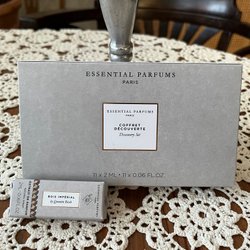 ESSENTIAL PARFUMS
PARIS
ESSENTIAL PARFUMS
PARIS
COFFRET
DÉCOUVERTE
Discovery Set
11 x 2 ML • 11 x 0.06 FL.OZ
BOIS IMPÉRIAL